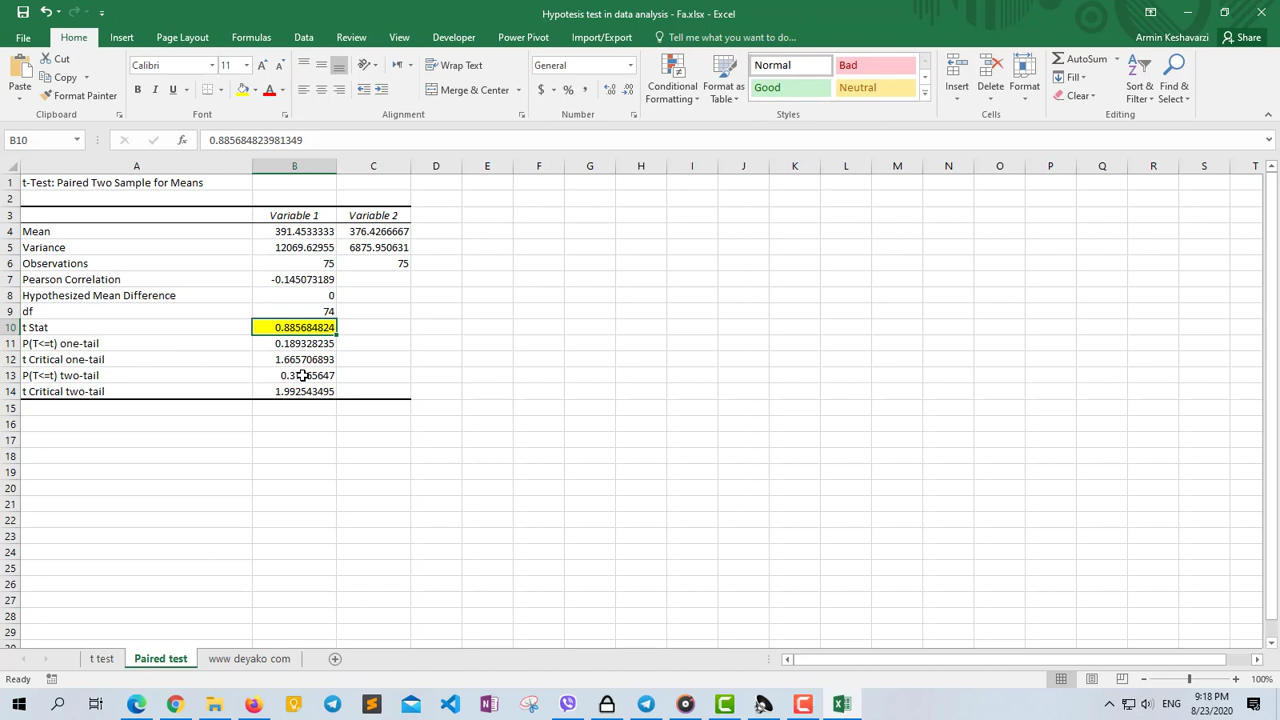 Hypotesis test in data analysis - Fa.xlsx - Excel
File Home Insert Page Layout Formulas Data Review View Developer Power Pivot Import/Export Tell me what you want to do... Armin Keshavarzi Share
Paste
Cut
Copy
Format Painter
Calibri 11
B I U
Wrap Text
Merge & Center
General
$ % ,
Conditional Formatting
Format as Table
Normal Bad
Good Neutral
Insert Delete Format
AutoSum
Fill
Clear
Sort & Filter
Find & Select
Clipboard Font Alignment Number Styles Cells Editing
B10 fx 0.885684823981349
A B C D E F G H I J K L M N O P Q R S T
1 t-Test: Paired Two Sample for Means
2
3 Variable 1 Variable 2
4 Mean 391.4533333 376.4266667
5 Variance 12069.62955 6875.950631
6 Observations 75 75
7 Pearson Correlation -0.145073189
8 Hypothesized Mean Difference 0
9 df 74
10 t Stat 0.885684824
11 P(T<=t) one-tail 0.189328235
12 t Critical one-tail 1.665706893
13 P(T<=t) two-tail
14 t Critical two-tail 1.992543495
15
16
17
18
19
20
21
22
23
24
25
26
27
28
29
t test Paired test www deyako com
Ready 100%
ENG 9:18 PM
8/23/2020